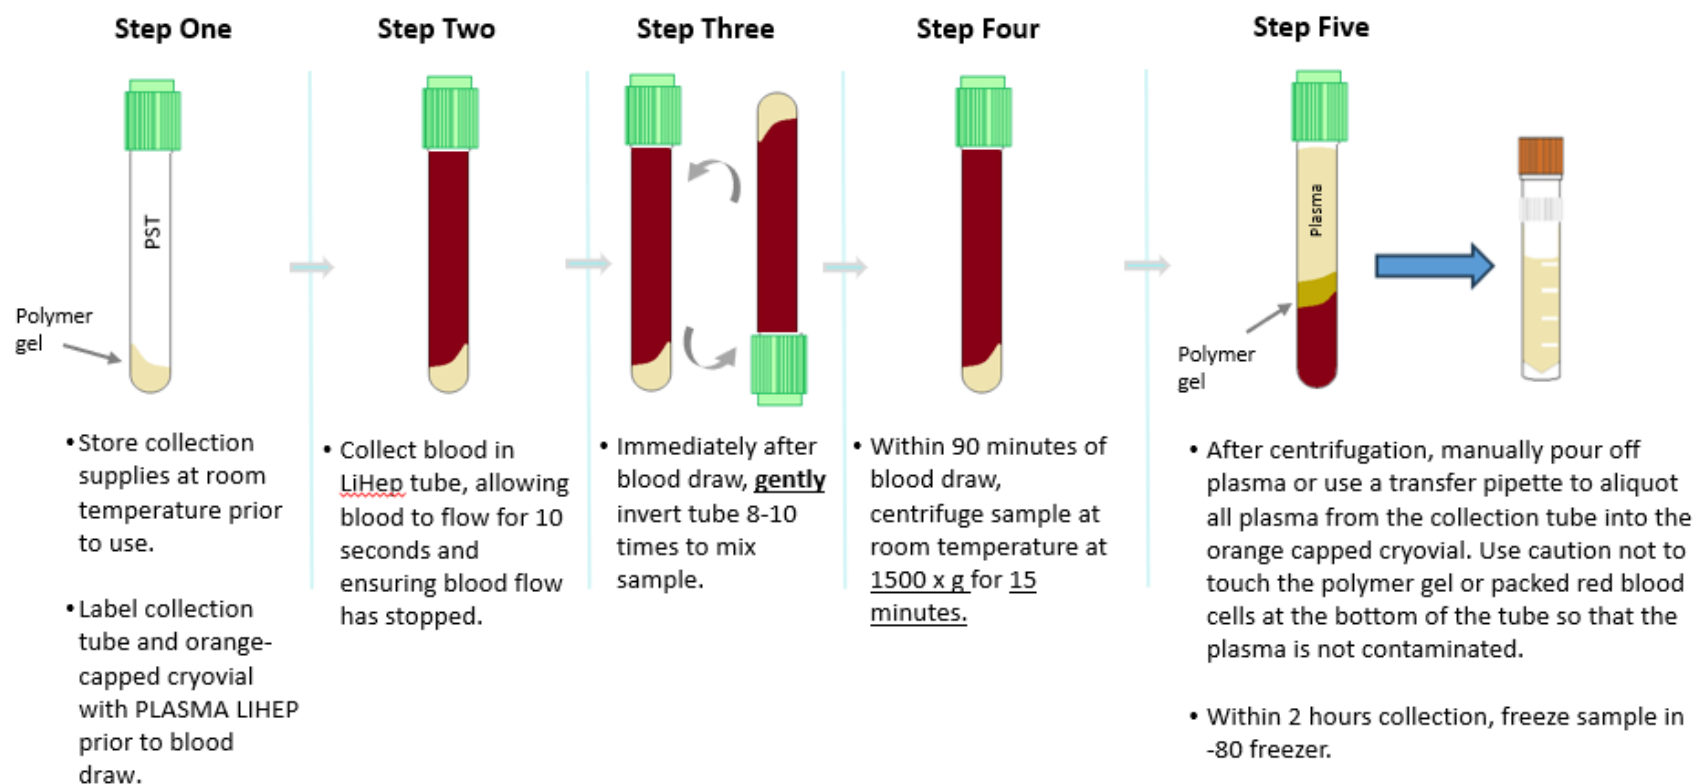 Step One
PST
Polymer
gel
• Store collection
supplies at room
temperature prior
to use.
• Label collection
tube and orange-
capped cryovial
with PLASMA LIHEP
prior to blood
draw.
Step Two
• Collect blood in
LiHep tube, allowing
blood to flow for 10
seconds and
ensuring blood flow
has stopped.
Step Three
• Immediately after
blood draw, gently
invert tube 8-10
times to mix
sample.
Step Four
• Within 90 minutes of
blood draw,
centrifuge sample at
room temperature at
1500 x g for 15
minutes.
Step Five
Plasma
Polymer
gel
• After centrifugation, manually pour off
plasma or use a transfer pipette to aliquot
all plasma from the collection tube into the
orange capped cryovial. Use caution not to
touch the polymer gel or packed red blood
cells at the bottom of the tube so that the
plasma is not contaminated.
• Within 2 hours collection, freeze sample in
-80 freezer.